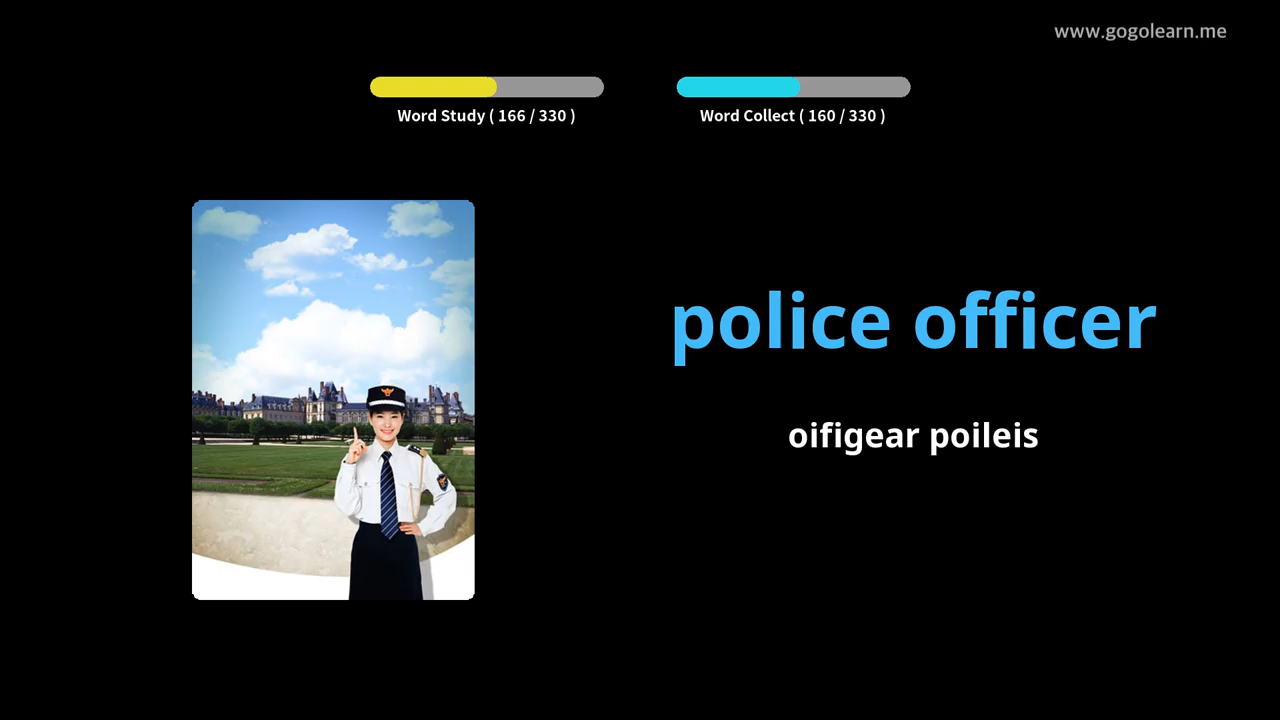 www.gogolearn.me
Word Study ( 166 / 330 )
Word Collect ( 160 / 330 )
police officer
oifigear poileis